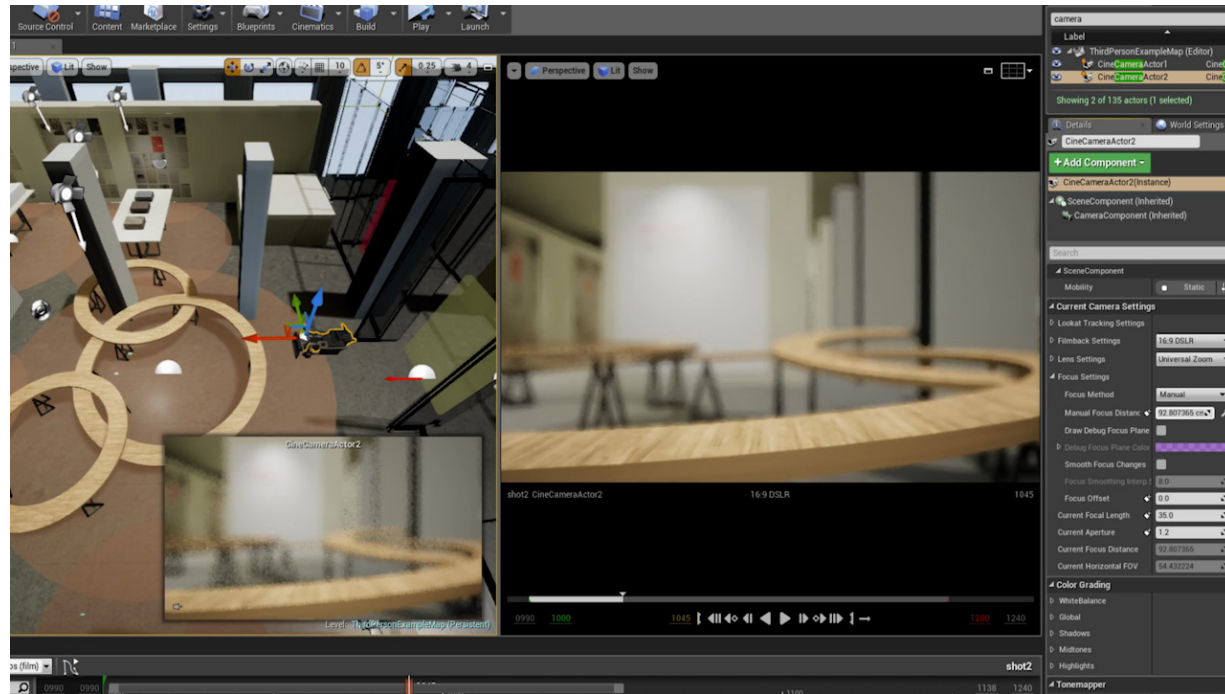 Source Control Content Marketplace Settings Blueprints Cinematics Build Play Launch
spective Lit Show 10 5° 0.25 4
CineCameraActor2
Level: ThirdPersonExampleMap (Persistent)
Perspective Lit Show
shot2 CineCameraActor2 16:9 DSLR 1045
0990 1000 1045 1200 1240
ps (film)
shot2
0990 0990 1138 1240
camera
Label
ThirdPersonExampleMap (Editor)
CineCameraActor1 Cine
CineCameraActor2 Cine
Showing 2 of 135 actors (1 selected)
Details World Settings
CineCameraActor2
+Add Component
CineCameraActor2(Instance)
SceneComponent (Inherited)
CameraComponent (Inherited)
Search
SceneComponent
Mobility Static
Current Camera Settings
Lookat Tracking Settings
Filmback Settings 16:9 DSLR
Lens Settings Universal Zoom
Focus Settings
Focus Method Manual
Manual Focus Distanc 92.807365 cm
Draw Debug Focus Plane
Debug Focus Plane Color
Smooth Focus Changes
Focus Smoothing Interp S 8.0
Focus Offset 0.0
Current Focal Length 35.0
Current Aperture 1.2
Current Focus Distance 92.807365
Current Horizontal FOV 54.432224
Color Grading
WhiteBalance
Global
Shadows
Midtones
Highlights
Tonemapper